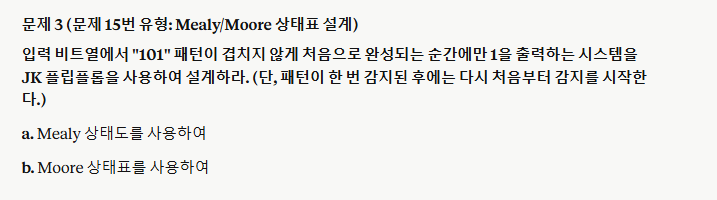 문제 3 (문제 15번 유형: Mealy/Moore 상태표 설계)
입력 비트열에서 "101" 패턴이 겹치지 않게 처음으로 완성되는 순간에만 1을 출력하는 시스템을
JK 플립플롭을 사용하여 설계하라. (단, 패턴이 한 번 감지된 후에는 다시 처음부터 감지를 시작한
다.)
a. Mealy 상태도를 사용하여
b. Moore 상태표를 사용하여